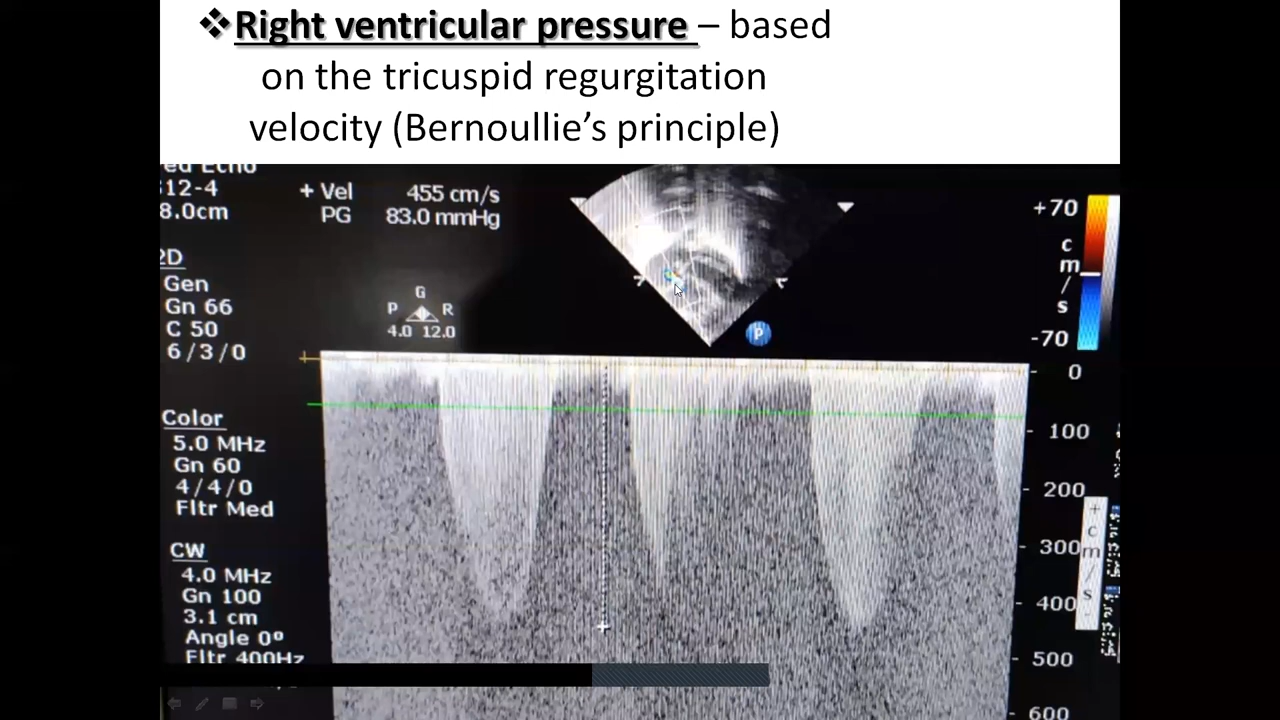 ❖Right ventricular pressure – based
on the tricuspid regurgitation
velocity (Bernoullie’s principle)
S12-4
8.0cm
+ Vel 455 cm/s
PG 83.0 mmHg
2D
Gen
Gn 66
C 50
6/3/0
G
P R
4.0 12.0
P
+70
c
m
/
s
-70
Color
5.0 MHz
Gn 60
4/4/0
Fltr Med
CW
4.0 MHz
Gn 100
3.1 cm
Angle 0°
Fltr 400Hz
0
100
200
300
400
500
600
+
c
m
/
s
-